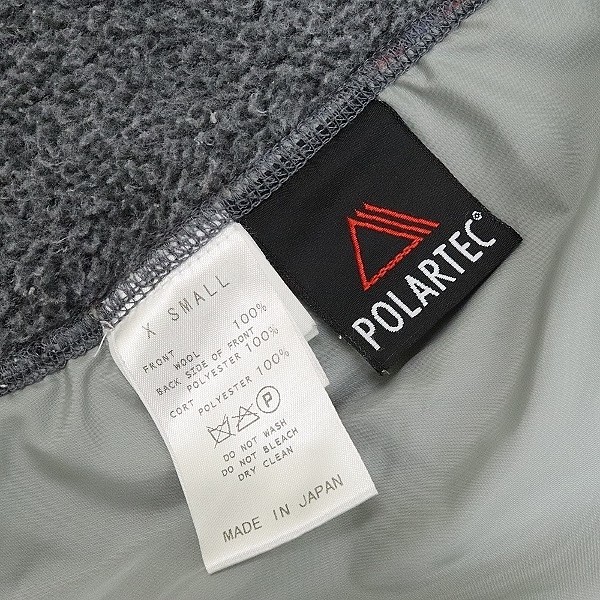 X SMALL
FRONT
WOOL 100%
BACK SIDE OF FRONT
POLYESTER 100%
CORT
POLYESTER 100%
P
DO NOT WASH
DO NOT BLEACH
DRY CLEAN
MADE IN JAPAN
POLARTEC®